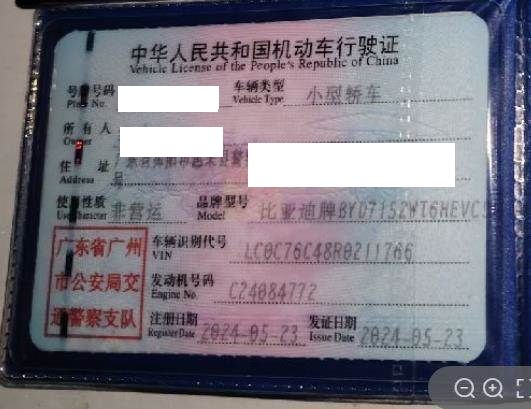 中华人民共和国机动车行驶证
Vehicle License of the People's Republic of China
号牌号码
Plate No.
车辆类型 小型轿车
Vehicle Type
所有人
Owner
住址
Address
号
使用性质 非营运
Use Character
品牌型号 比亚迪牌BYD7152WT6HEVC
Model
广东省广州
市公安局交
通警察支队
车辆识别代号
VIN LC0C76C48R0211766
发动机号码
Engine No. C24084772
注册日期 2024-05-23
Register Date
发证日期 2024-05-23
Issue Date